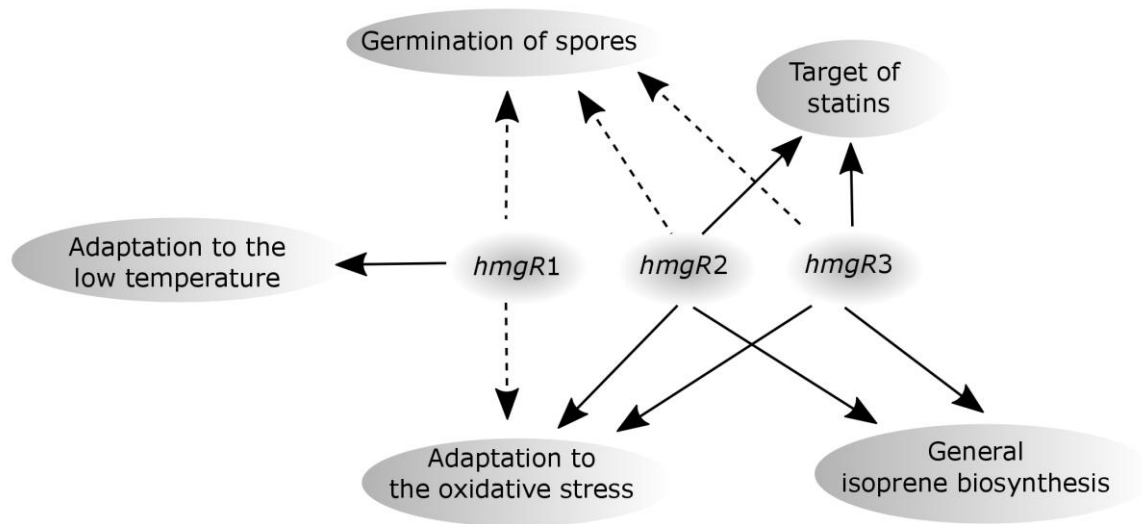 Germination of spores
Target of
statins
Adaptation to the
low temperature
hmgR1
hmgR2
hmgR3
Adaptation to
the oxidative stress
General
isoprene biosynthesis